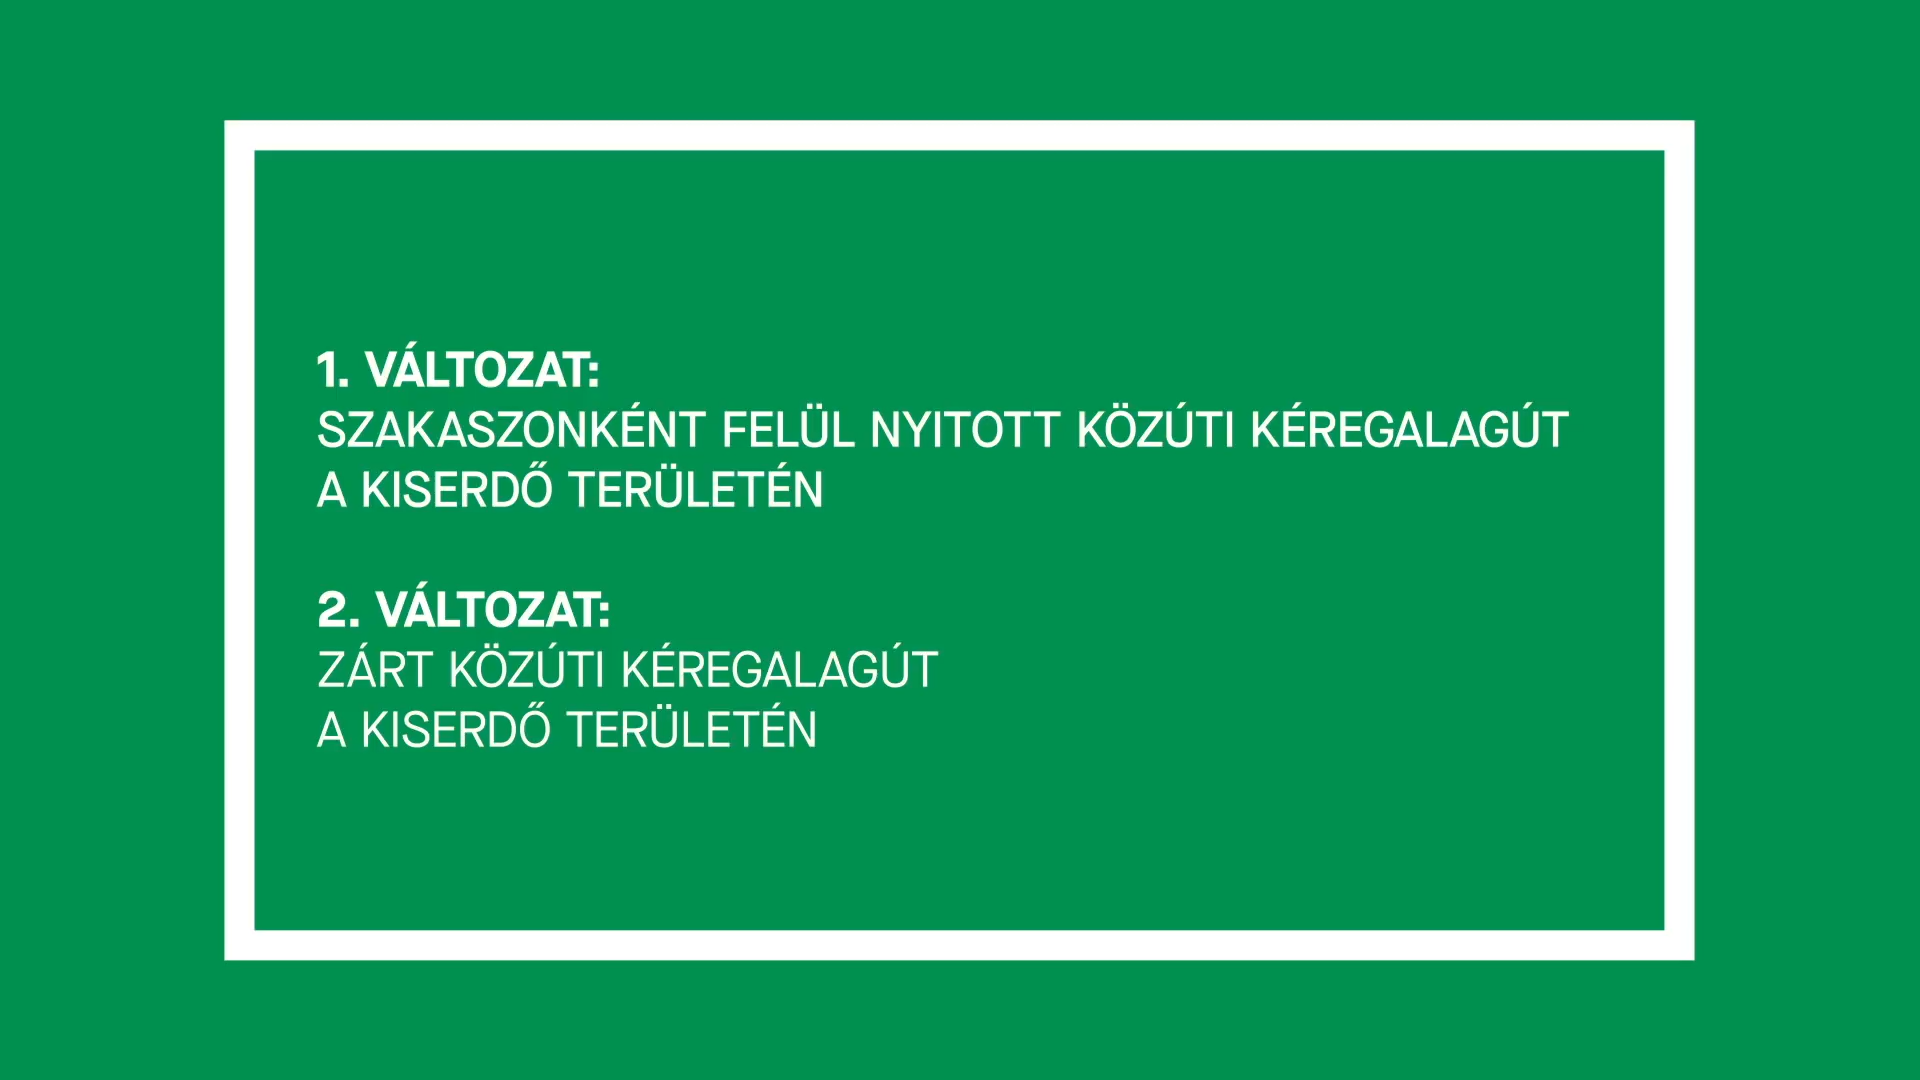 1. VÁLTOZAT:
SZAKASZONKÉNT FELÜL NYITOTT KÖZÚTI KÉREGALAGÚT
A KISERDŐ TERÜLETÉN
2. VÁLTOZAT:
ZÁRT KÖZÚTI KÉREGALAGÚT
A KISERDŐ TERÜLETÉN